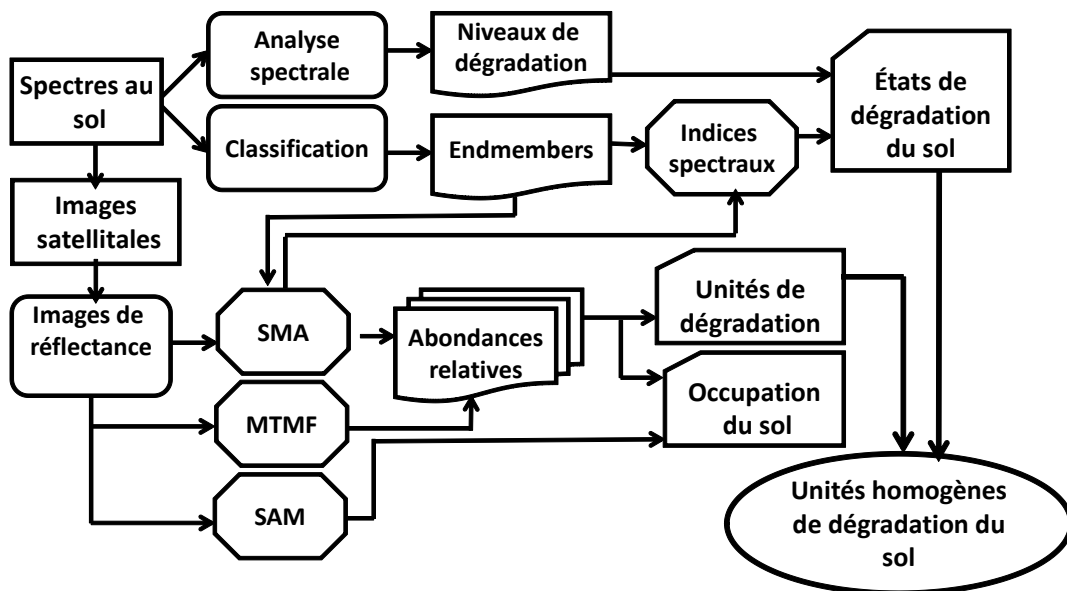 Analyse
spectrale
Niveaux de
dégradation
États de
dégradation
du sol
Spectres au
sol
Classification
Endmembers
Indices
spectraux
Images
satellitales
Images de
réflectance
SMA
Abondances
relatives
Unités de
dégradation
Occupation
du sol
MTMF
SAM
Unités homogènes
de dégradation du
sol